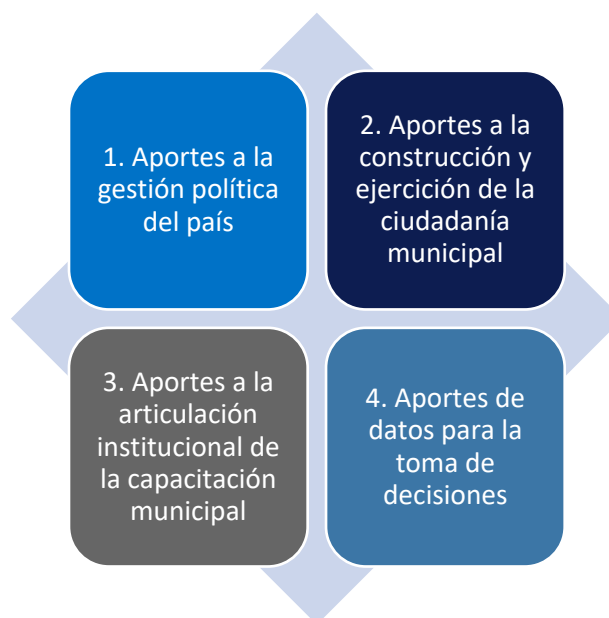 1. Aportes a la
gestión política
del país
2. Aportes a la
construcción y
ejercición de la
ciudadanía
municipal
3. Aportes a la
articulación
institucional de
la capacitación
municipal
4. Aportes de
datos para la
toma de
decisiones